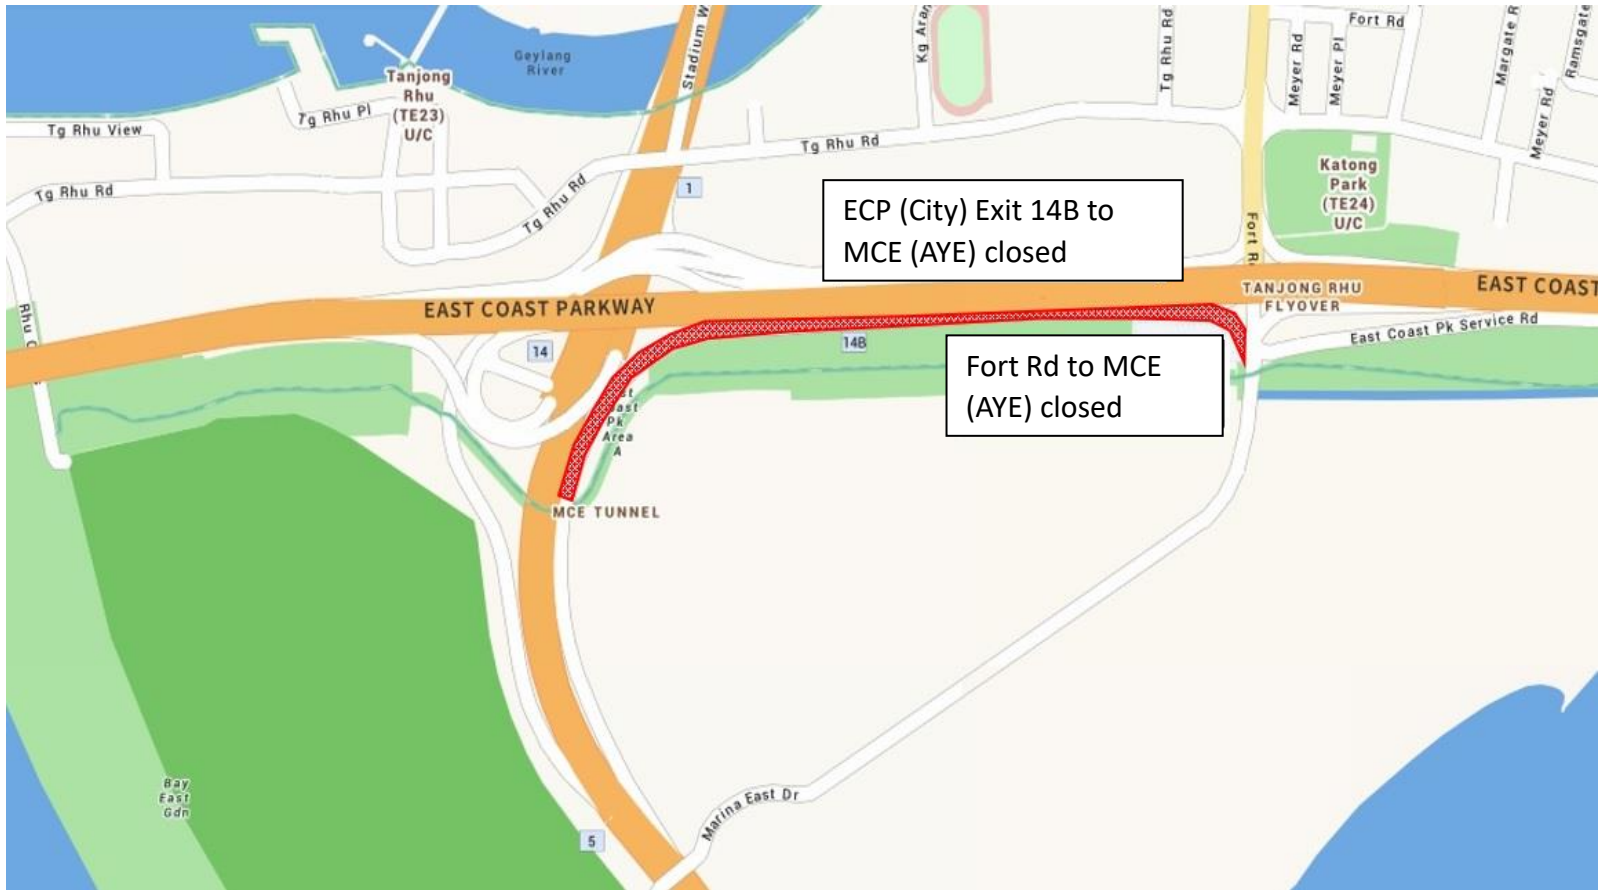 Fort Rd
Geylang
River
Stadium W
Kg Aran
Tg Rhu Rd
Meyer Rd
Meyer Pl
Margate R
Ramsgate
Tanjong
Rhu
(TE23)
U/C
Tg Rhu Pl
Tg Rhu View
Tg Rhu Rd
Meyer Rd
Katong
Park
(TE24)
U/C
Tg Rhu Rd
Tg Rhu Rd
1
ECP (City) Exit 14B to
MCE (AYE) closed
Fort R
EAST COAST PARKWAY
TANJONG RHU
FLYOVER
EAST COAST
Rhu C
East Coast Pk Service Rd
14
14B
Fort Rd to MCE
(AYE) closed
ast
Pk
Area
A
MCE TUNNEL
Bay
East
Gdn
Marina East Dr
5